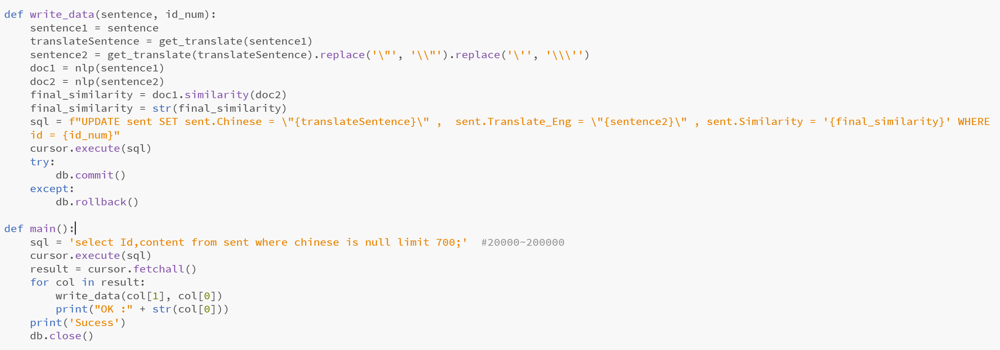 def write_data(sentence, id_num):
    sentence1 = sentence
    translateSentence = get_translate(sentence1)
    sentence2 = get_translate(translateSentence).replace('\"', '\\"').replace('\'', '\\\'')
    doc1 = nlp(sentence1)
    doc2 = nlp(sentence2)
    final_similarity = doc1.similarity(doc2)
    final_similarity = str(final_similarity)
    sql = f"UPDATE sent SET sent.Chinese = \"{translateSentence}\" ,  sent.Translate_Eng = \"{sentence2}\" , sent.Similarity = '{final_similarity}' WHERE
    id = {id_num}"
    cursor.execute(sql)
    try:
        db.commit()
    except:
        db.rollback()

def main():
    sql = 'select Id,content from sent where chinese is null limit 700;'  #20000~200000
    cursor.execute(sql)
    result = cursor.fetchall()
    for col in result:
        write_data(col[1], col[0])
        print("OK :" + str(col[0]))
    print('Sucess')
    db.close()